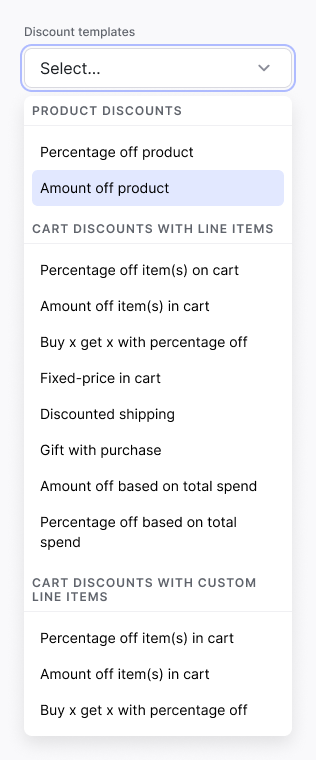 Discount templates
Select...
PRODUCT DISCOUNTS
Percentage off product
Amount off product
CART DISCOUNTS WITH LINE ITEMS
Percentage off item(s) on cart
Amount off item(s) in cart
Buy x get x with percentage off
Fixed-price in cart
Discounted shipping
Gift with purchase
Amount off based on total spend
Percentage off based on total
spend
CART DISCOUNTS WITH CUSTOM
LINE ITEMS
Percentage off item(s) in cart
Amount off item(s) in cart
Buy x get x with percentage off